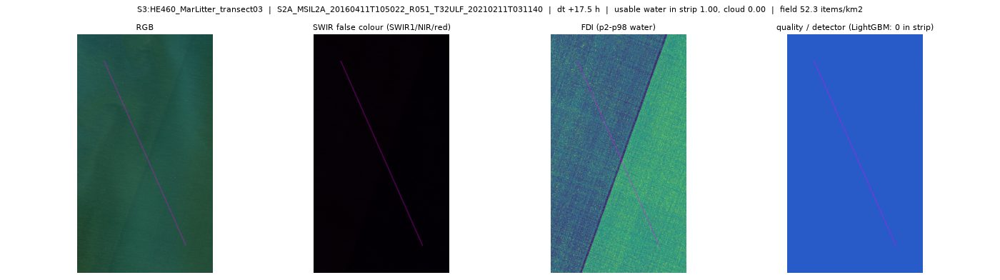 S3:HE460_MarLitter_transect03 | S2A_MSIL2A_20160411T105022_R051_T32ULF_20210211T031140 | dt +17.5 h | usable water in strip 1.00, cloud 0.00 | field 52.3 items/km2
RGB
SWIR false colour (SWIR1/NIR/red)
FDI (p2-p98 water)
quality / detector (LightGBM: 0 in strip)